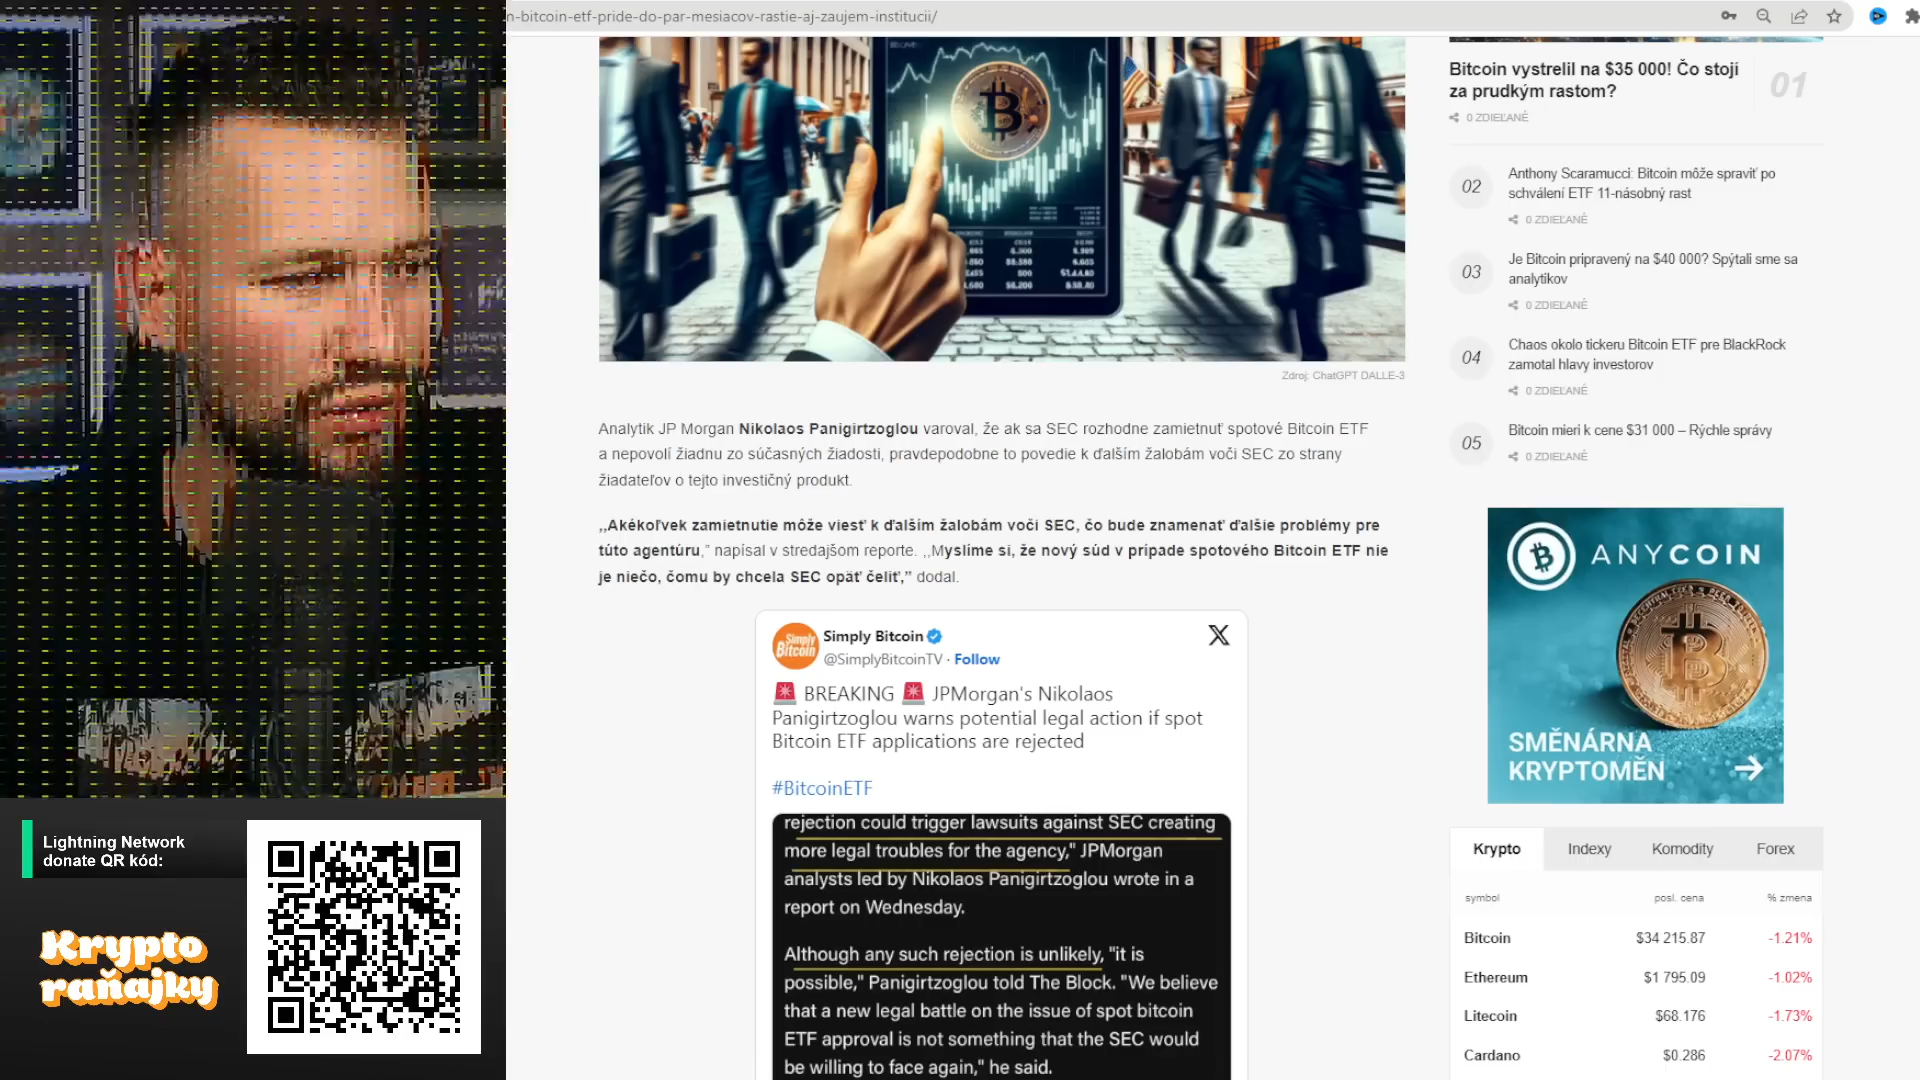 n-bitcoin-etf-pride-do-par-mesiacov-rastie-aj-zaujem-institucii/
Zdroj: ChatGPT DALLE-3
Analytik JP Morgan Nikolaos Panigirtzoglou varoval, že ak sa SEC rozhodne zamietnuť spotové Bitcoin ETF
a nepovolí žiadnu zo súčasných žiadosti, pravdepodobne to povedie k ďalším žalobám voči SEC zo strany
žiadateľov o tejto investičný produkt.
,,Akékoľvek zamietnutie môže viesť k ďalším žalobám voči SEC, čo bude znamenať ďalšie problémy pre
túto agentúru,” napísal v stredajšom reporte. ,,Myslíme si, že nový súd v prípade spotového Bitcoin ETF nie
je niečo, čomu by chcela SEC opäť čeliť,” dodal.
Simply Bitcoin
Simply Bitcoin
@SimplyBitcoinTV · Follow
🚨 BREAKING 🚨 JPMorgan's Nikolaos
Panigirtzoglou warns potential legal action if spot
Bitcoin ETF applications are rejected
#BitcoinETF
rejection could trigger lawsuits against SEC creating
more legal troubles for the agency," JPMorgan
analysts led by Nikolaos Panigirtzoglou wrote in a
report on Wednesday.
Although any such rejection is unlikely, "it is
possible," Panigirtzoglou told The Block. "We believe
that a new legal battle on the issue of spot bitcoin
ETF approval is not something that the SEC would
be willing to face again," he said.
Bitcoin vystrelil na $35 000! Čo stojí
za prudkým rastom?
01
0 ZDIEĽANÉ
02
Anthony Scaramucci: Bitcoin môže spraviť po
schválení ETF 11-násobný rast
0 ZDIEĽANÉ
03
Je Bitcoin pripravený na $40 000? Spýtali sme sa
analytikov
0 ZDIEĽANÉ
04
Chaos okolo tickeru Bitcoin ETF pre BlackRock
zamotal hlavy investorov
0 ZDIEĽANÉ
05
Bitcoin mieri k cene $31 000 – Rýchle správy
0 ZDIEĽANÉ
ANYCOIN
SMĚNÁRNA
KRYPTOMĚN
Krypto Indexy Komodity Forex
symbol posl. cena % zmena
Bitcoin $34 215.87 -1.21%
Ethereum $1 795.09 -1.02%
Litecoin $68.176 -1.73%
Cardano $0.286 -2.07%
Lightning Network
donate QR kód:
Krypto
raňajky